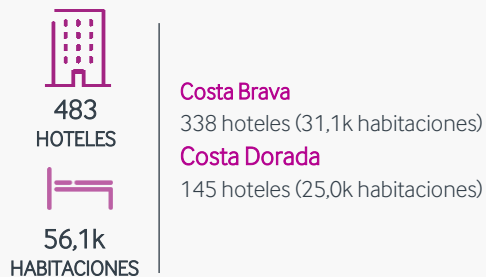 483
HOTELES
56,1k
HABITACIONES
Costa Brava
338 hoteles (31,1k habitaciones)
Costa Dorada
145 hoteles (25,0k habitaciones)